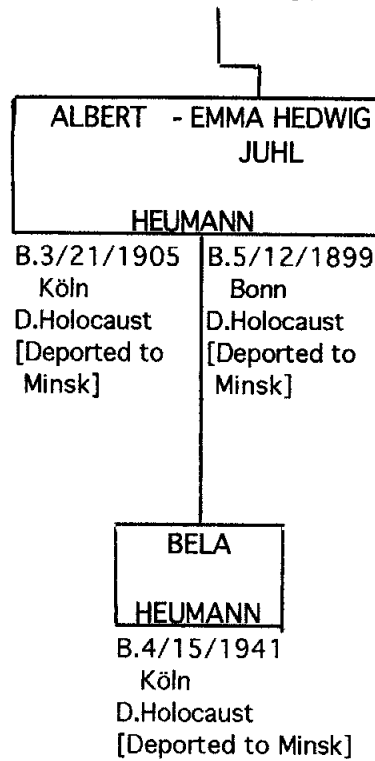 ALBERT - EMMA HEDWIG
JUHL
HEUMANN
B.3/21/1905
Köln
D.Holocaust
[Deported to
Minsk]
B.5/12/1899
Bonn
D.Holocaust
[Deported to
Minsk]
BELA
HEUMANN
B.4/15/1941
Köln
D.Holocaust
[Deported to Minsk]